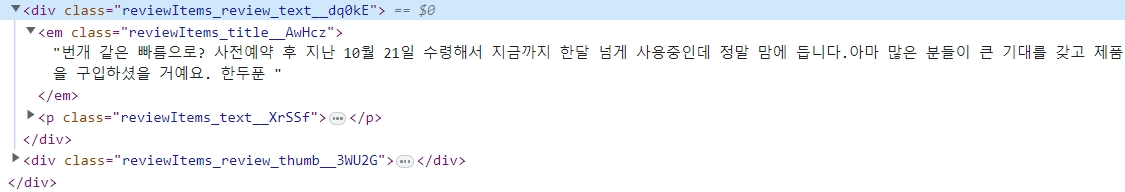 <div class="reviewItems_review_text__dq0kE"> == $0
<em class="reviewItems_title__AwHcz">
"번개 같은 빠름으로? 사전예약 후 지난 10월 21일 수령해서 지금까지 한달 넘게 사용중인데 정말 맘에 듭니다.아마 많은 분들이 큰 기대를 갖고 제품
을 구입하셨을 거예요. 한두푼 "
</em>
<p class="reviewItems_text__XrSSf">…</p>
</div>
<div class="reviewItems_review_thumb__3WU2G">…</div>
</div>